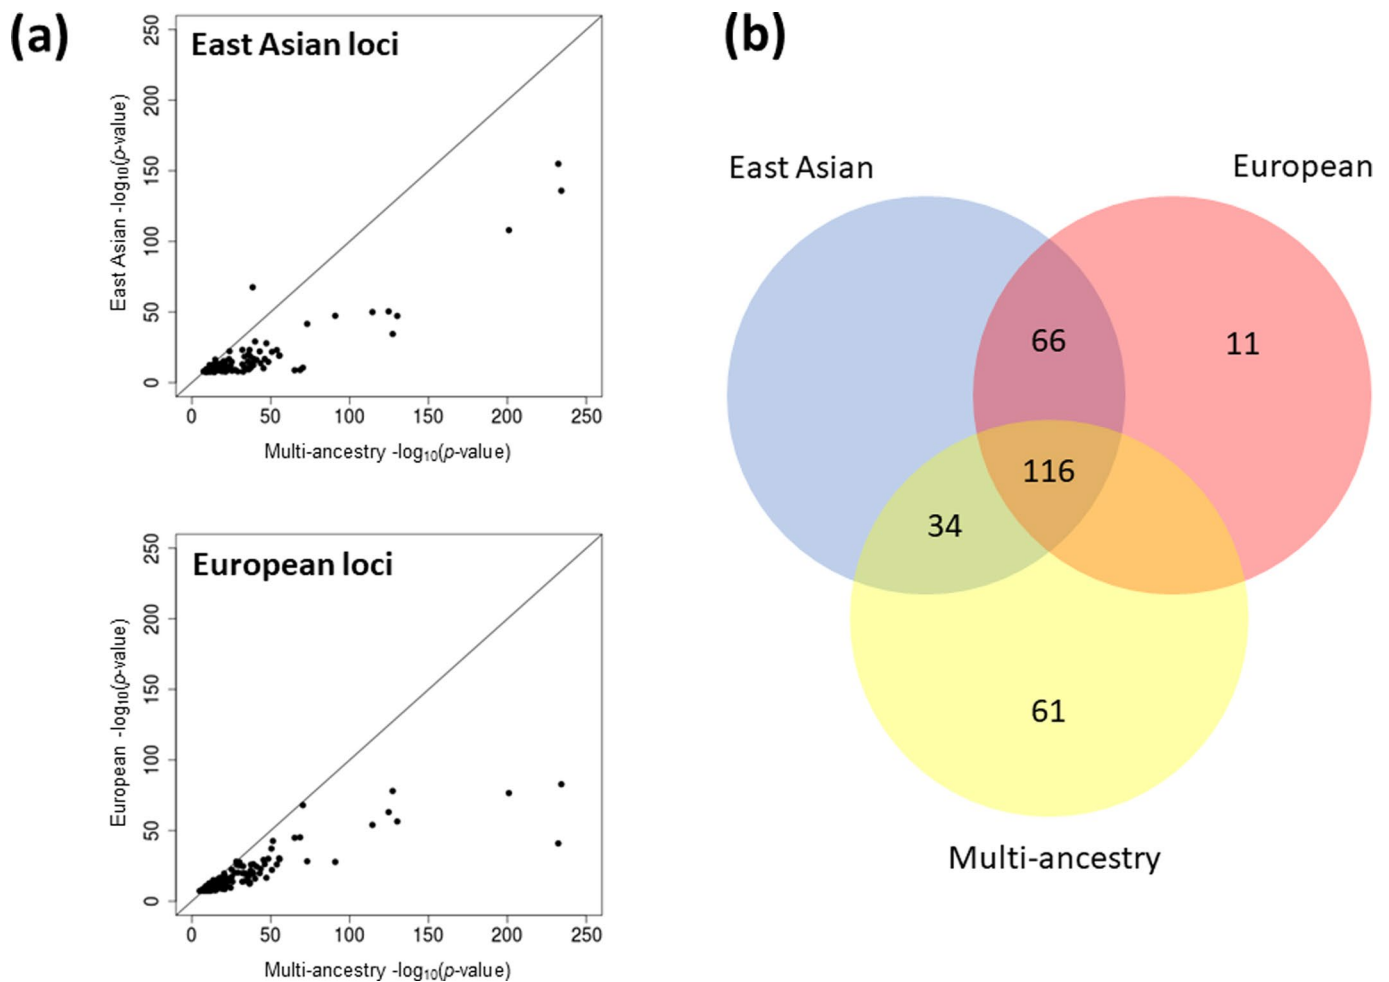 (a)
East Asian loci
East Asian -log₁₀(p-value)
250
200
150
100
50
0
0 50 100 150 200 250
Multi-ancestry -log₁₀(p-value)
European loci
European -log₁₀(p-value)
250
200
150
100
50
0
0 50 100 150 200 250
Multi-ancestry -log₁₀(p-value)
(b)
East Asian
European
66
11
116
34
61
Multi-ancestry